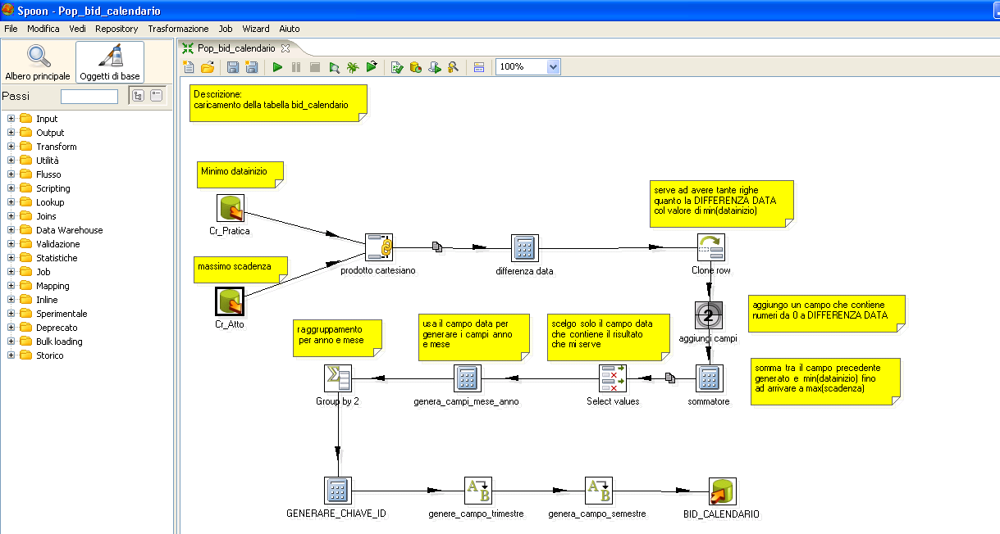 Spoon - Pop_bid_calendario
File Modifica Vedi Repository Trasformazione Job Wizard Aiuto
Albero principale
Oggetti di base
Passi
Input
Output
Transform
Utilità
Flusso
Scripting
Lookup
Joins
Data Warehouse
Validazione
Statistiche
Job
Mapping
Inline
Sperimentale
Deprecato
Bulk loading
Storico
Pop_bid_calendario
100%
Descrizione:
caricamento della tabella bid_calendario
Minimo datainizio
Cr_Pratica
massimo scadenza
Cr_Atto
prodotto cartesiano
differenza data
serve ad avere tante righe
quanto la DIFFERENZA DATA
col valore di min(datainizio)
Clone row
aggiungo un campo che contiene
numeri da 0 a DIFFERENZA DATA
2
aggiungi campi
somma tra il campo precedente
generato e min(datainizio) fino
ad arrivare a max(scadenza)
sommatore
scelgo solo il campo data
che contiene il risultato
che mi serve
Select values
usa il campo data per
generare i campi anno
e mese
genera_campi_mese_anno
raggruppamento
per anno e mese
Group by 2
GENERARE_CHIAVE_ID
A B
genere_campo_trimestre
A B
genera_campo_semestre
BID_CALENDARIO